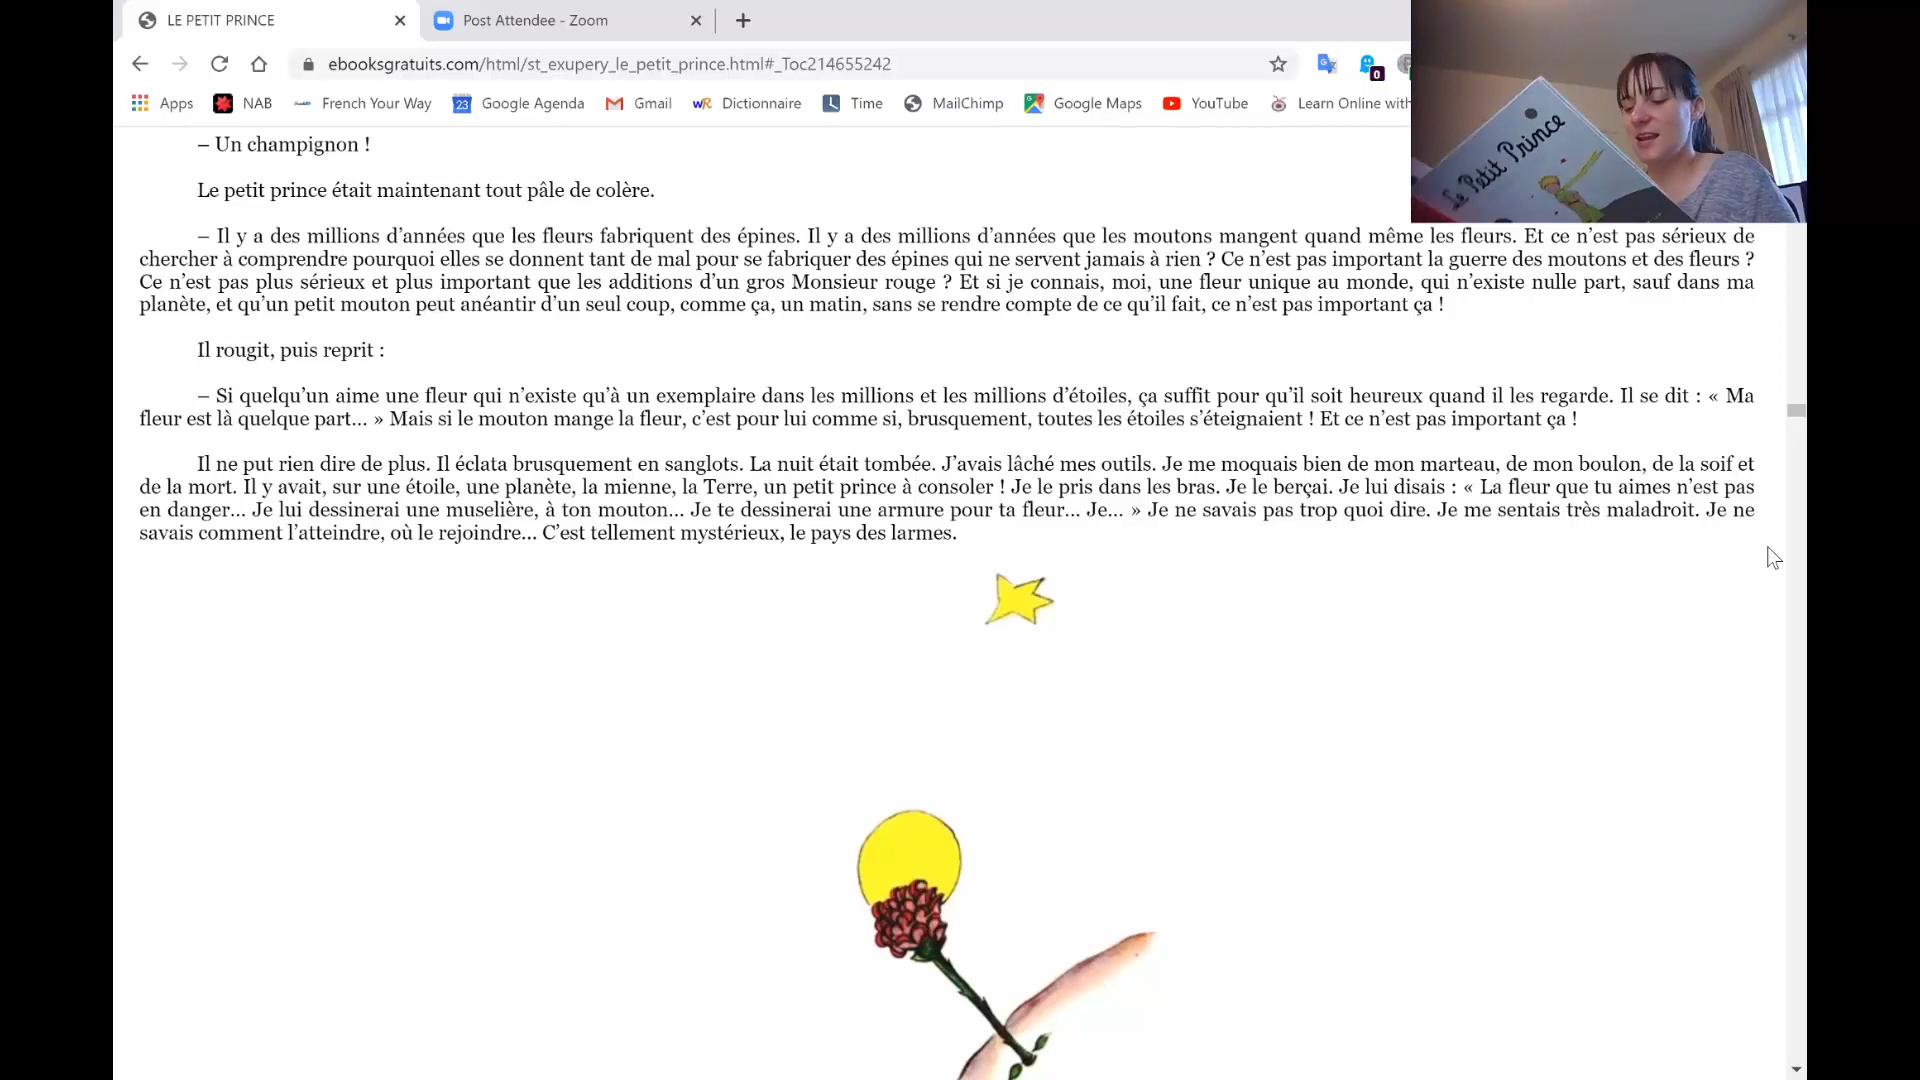 LE PETIT PRINCE
Post Attendee - Zoom
ebooksgratuits.com/html/st_exupery_le_petit_prince.html#_Toc214655242
0
Apps
NAB
French Your Way
23
Google Agenda
Gmail
WR Dictionnaire
Time
MailChimp
Google Maps
YouTube
Learn Online with
Le Petit Prince
– Un champignon !
Le petit prince était maintenant tout pâle de colère.
– Il y a des millions d’années que les fleurs fabriquent des épines. Il y a des millions d’années que les moutons mangent quand même les fleurs. Et ce n’est pas sérieux de
chercher à comprendre pourquoi elles se donnent tant de mal pour se fabriquer des épines qui ne servent jamais à rien ? Ce n’est pas important la guerre des moutons et des fleurs ?
Ce n’est pas plus sérieux et plus important que les additions d’un gros Monsieur rouge ? Et si je connais, moi, une fleur unique au monde, qui n’existe nulle part, sauf dans ma
planète, et qu’un petit mouton peut anéantir d’un seul coup, comme ça, un matin, sans se rendre compte de ce qu’il fait, ce n’est pas important ça !
Il rougit, puis reprit :
– Si quelqu’un aime une fleur qui n’existe qu’à un exemplaire dans les millions et les millions d’étoiles, ça suffit pour qu’il soit heureux quand il les regarde. Il se dit : « Ma
fleur est là quelque part... » Mais si le mouton mange la fleur, c’est pour lui comme si, brusquement, toutes les étoiles s’éteignaient ! Et ce n’est pas important ça !
Il ne put rien dire de plus. Il éclata brusquement en sanglots. La nuit était tombée. J’avais lâché mes outils. Je me moquais bien de mon marteau, de mon boulon, de la soif et
de la mort. Il y avait, sur une étoile, une planète, la mienne, la Terre, un petit prince à consoler ! Je le pris dans les bras. Je le berçai. Je lui disais : « La fleur que tu aimes n’est pas
en danger... Je lui dessinerai une muselière, à ton mouton... Je te dessinerai une armure pour ta fleur... Je... » Je ne savais pas trop quoi dire. Je me sentais très maladroit. Je ne
savais comment l’atteindre, où le rejoindre... C’est tellement mystérieux, le pays des larmes.